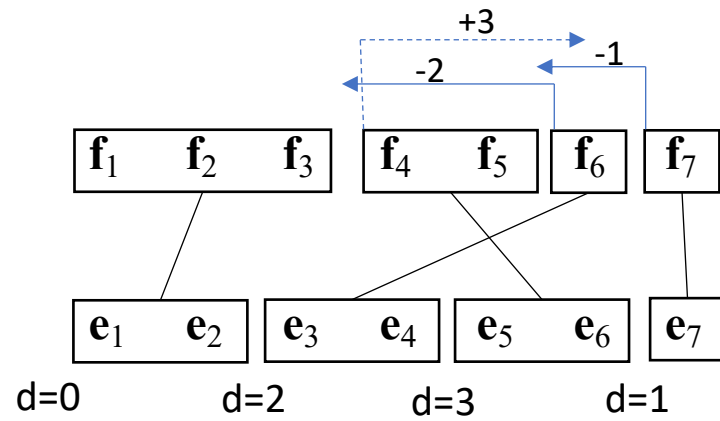 +3
-2 -1
f₁ f₂ f₃ f₄ f₅ f₆ f₇
e₁ e₂ e₃ e₄ e₅ e₆ e₇
d=0 d=2 d=3 d=1